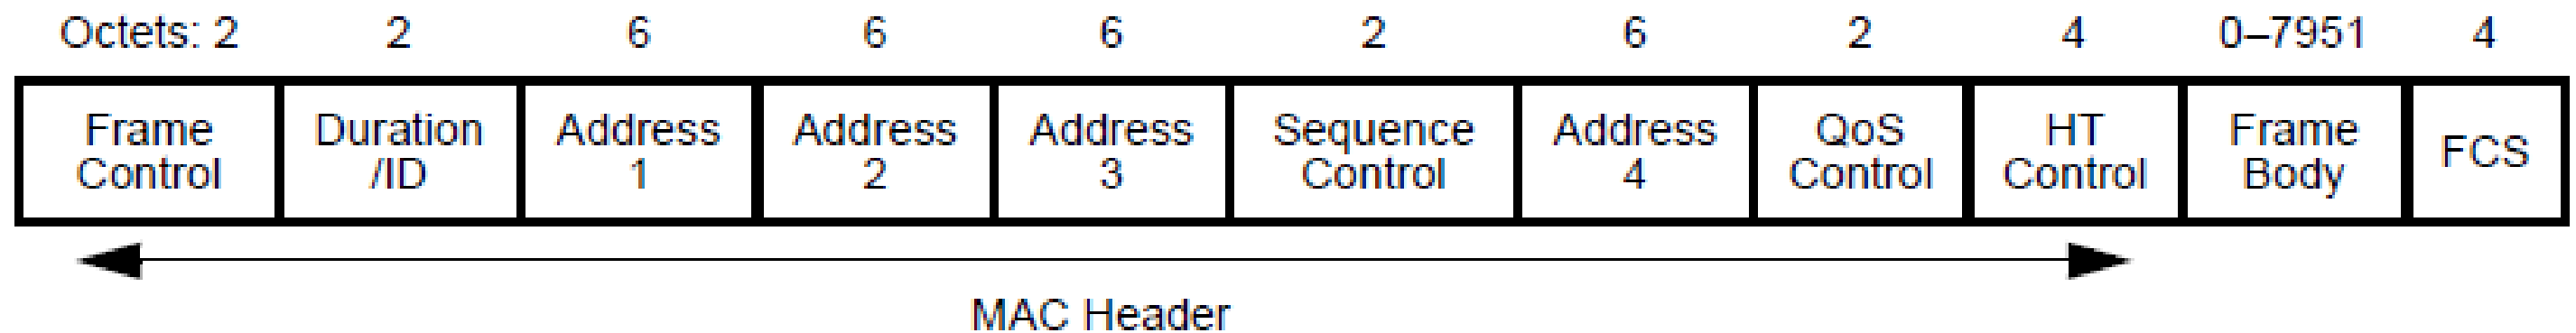 Octets: 2 2 6 6 6 2 6 2 4 0–7951 4
Frame Control Duration /ID Address 1 Address 2 Address 3 Sequence Control Address 4 QoS Control HT Control Frame Body FCS
MAC Header